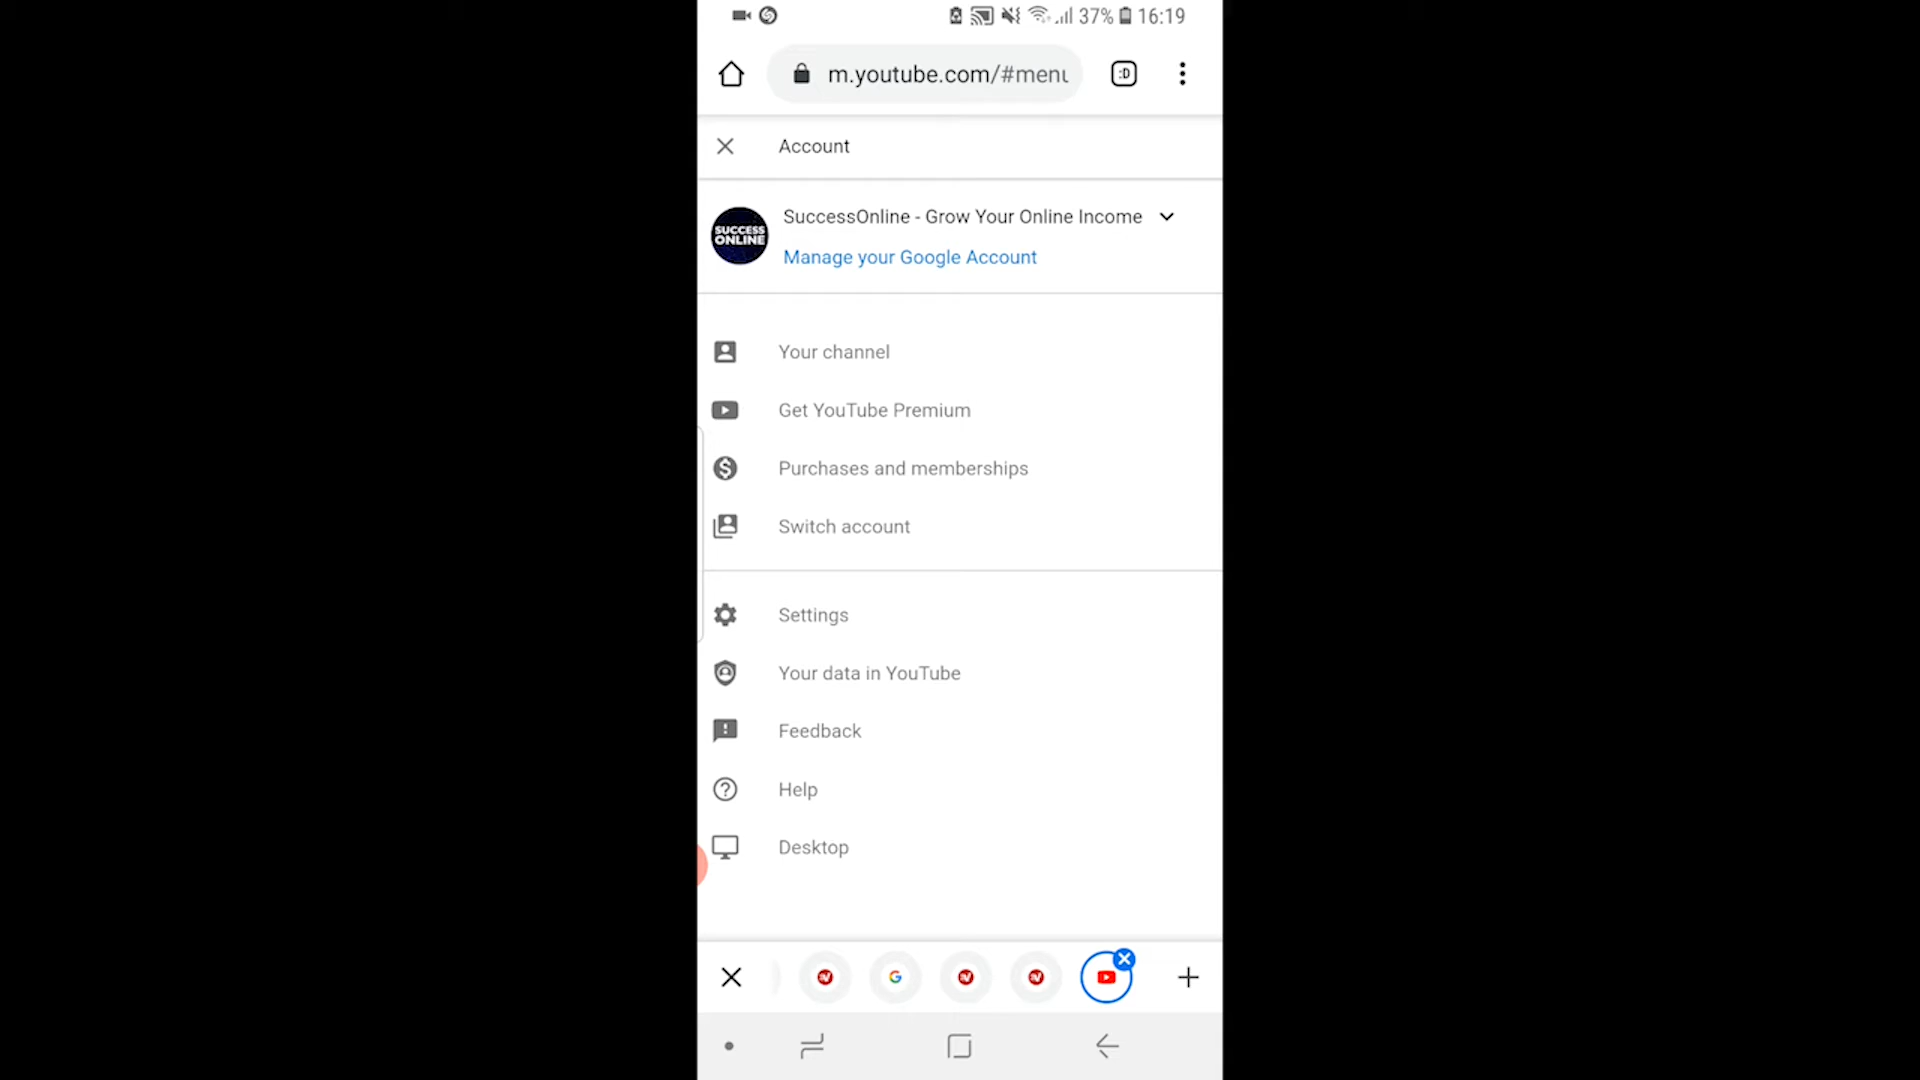 37% 16:19
m.youtube.com/#menu
:D
Account
SUCCESS
ONLINE
SuccessOnline - Grow Your Online Income
Manage your Google Account
Your channel
Get YouTube Premium
Purchases and memberships
Switch account
Settings
Your data in YouTube
Feedback
Help
Desktop